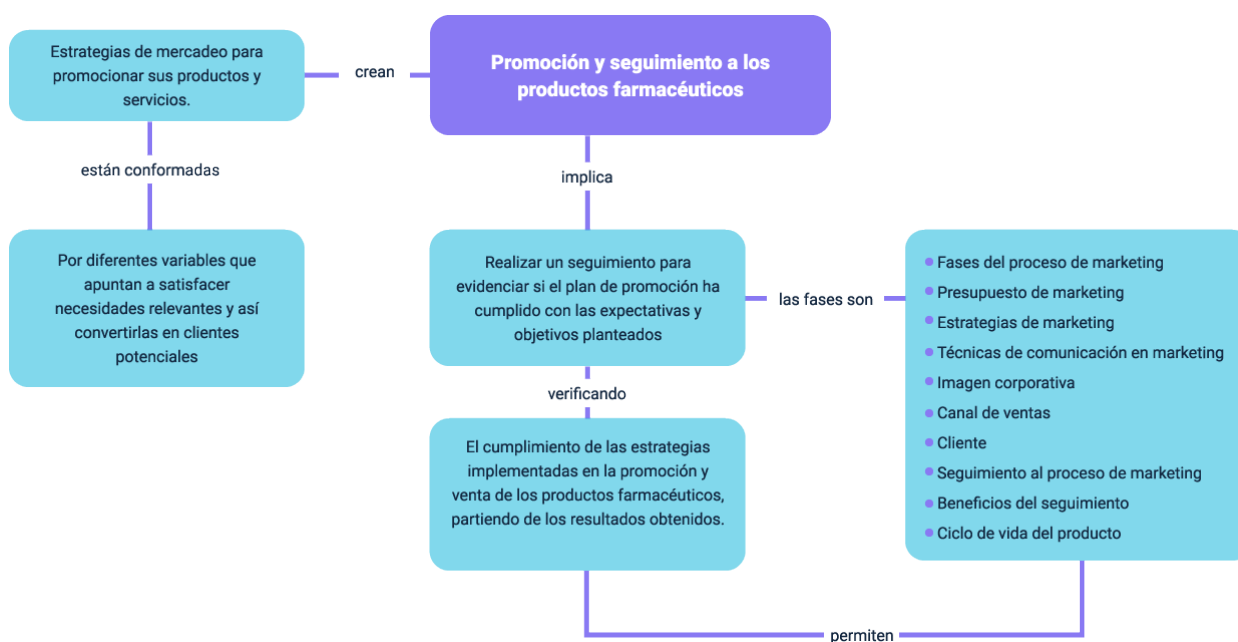 Promoción y seguimiento a los
productos farmacéuticos
crean
Estrategias de mercadeo para
promocionar sus productos y
servicios.
están conformadas
Por diferentes variables que
apuntan a satisfacer
necesidades relevantes y así
convertirlas en clientes
potenciales
implica
Realizar un seguimiento para
evidenciar si el plan de promoción ha
cumplido con las expectativas y
objetivos planteados
las fases son
Fases del proceso de marketing
Presupuesto de marketing
Estrategias de marketing
Técnicas de comunicación en marketing
Imagen corporativa
Canal de ventas
Cliente
Seguimiento al proceso de marketing
Beneficios del seguimiento
Ciclo de vida del producto
verificando
El cumplimiento de las estrategias
implementadas en la promoción y
venta de los productos farmacéuticos,
partiendo de los resultados obtenidos.
permiten